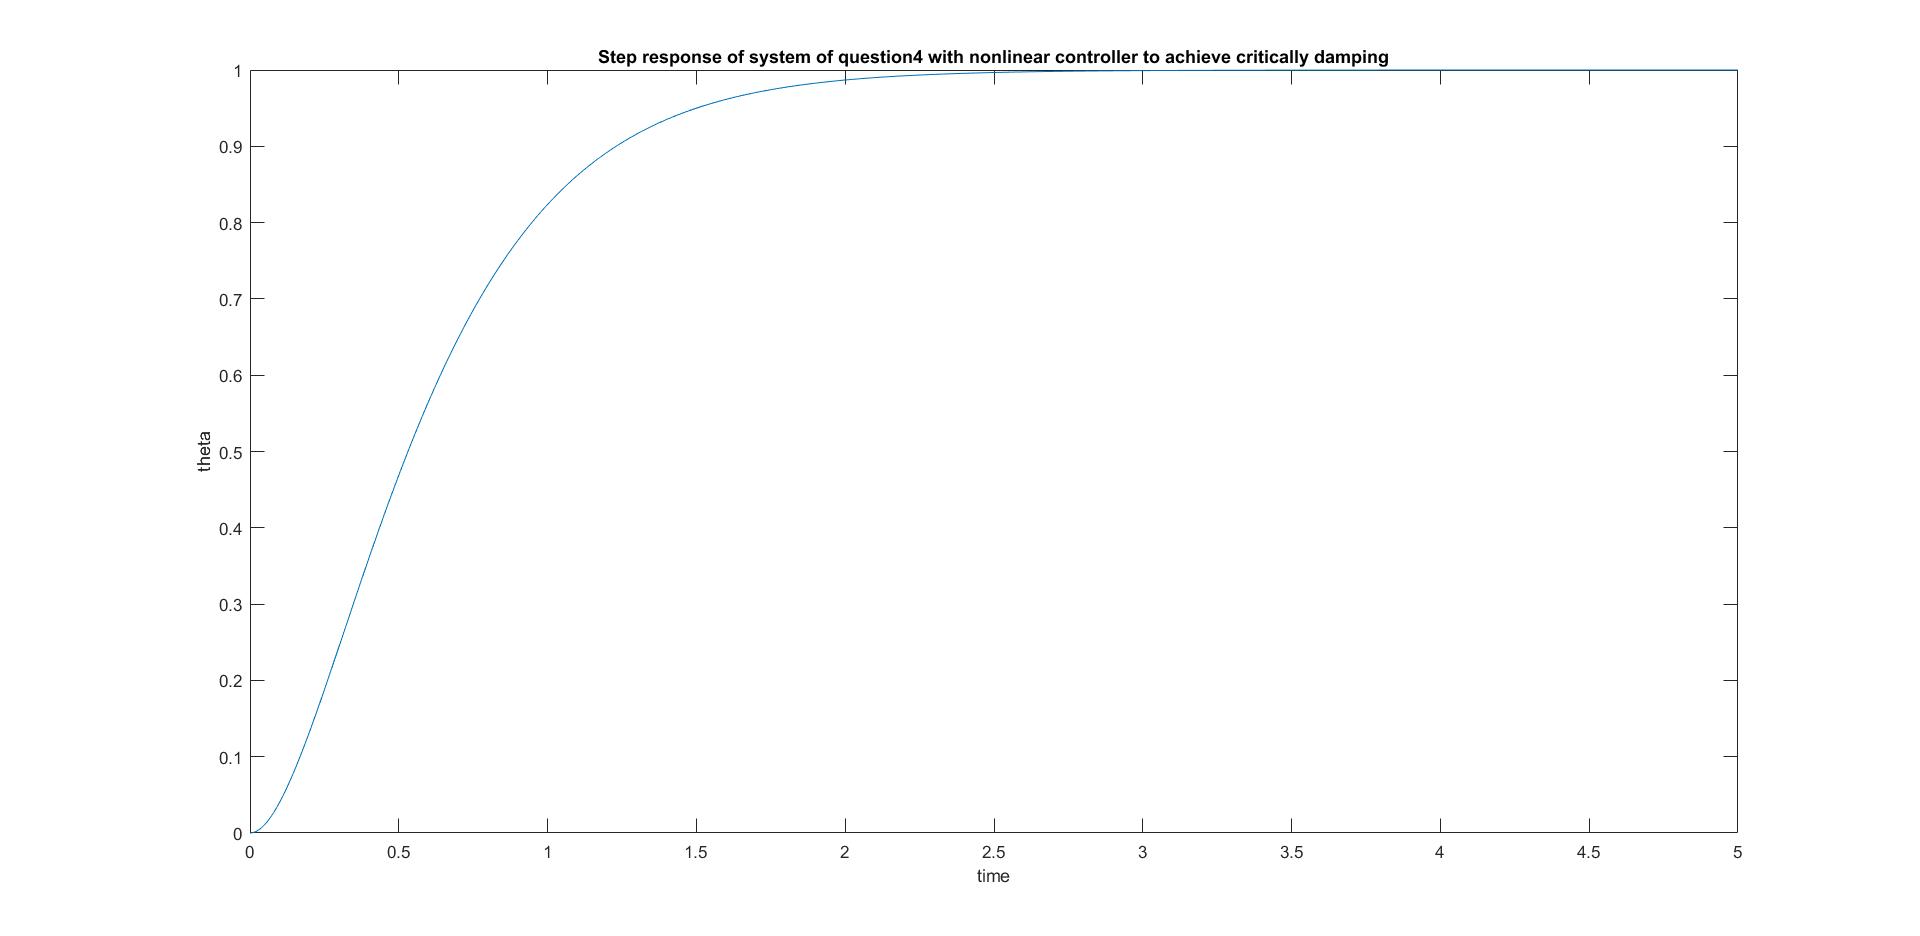 Step response of system of question4 with nonlinear controller to achieve critically damping
1
0.9
0.8
0.7
0.6
0.5
0.4
0.3
0.2
0.1
0
theta
0 0.5 1 1.5 2 2.5 3 3.5 4 4.5 5
time